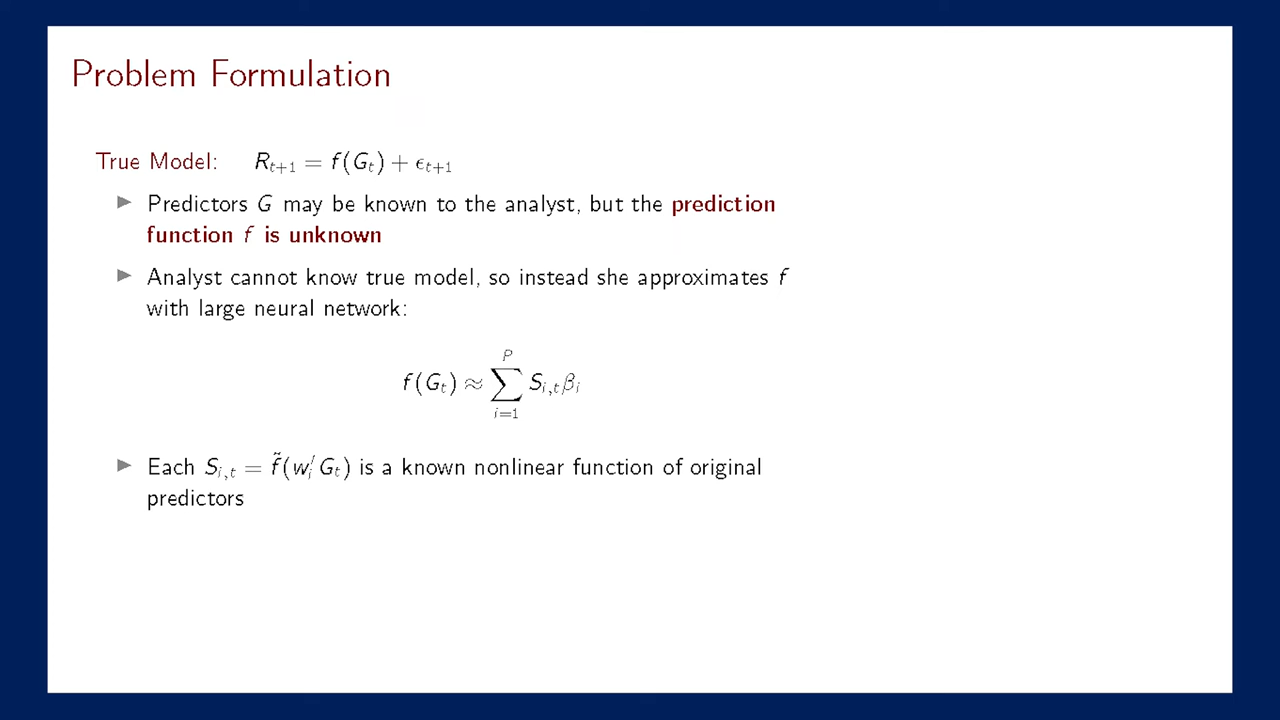 Problem Formulation
True Model: R_{t+1} = f(G_t) + ϵ_{t+1}
▶ Predictors G may be known to the analyst, but the prediction
function f is unknown
▶ Analyst cannot know true model, so instead she approximates f
with large neural network:
f(G_t) ≈ \sum_{i=1}^{P} S_{i,t} β_i
▶ Each S_{i,t} = \tilde{f}(w_i' G_t) is a known nonlinear function of original
predictors